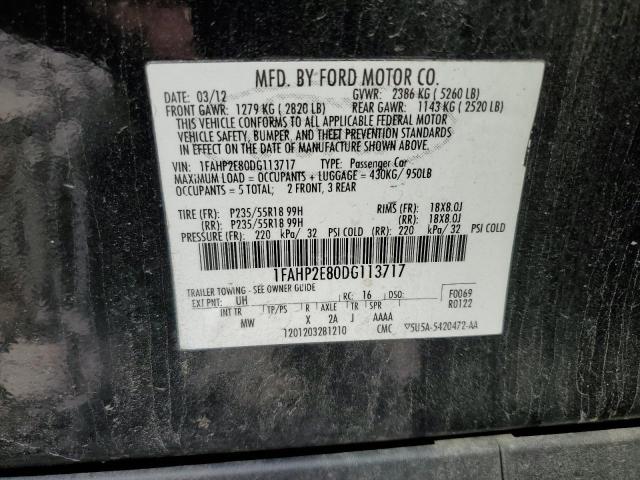 MFD. BY FORD MOTOR CO.
DATE: 03/12 GVWR: 2386 KG ( 5260 LB)
FRONT GAWR: 1279 KG ( 2820 LB) REAR GAWR: 1143 KG ( 2520 LB)
THIS VEHICLE CONFORMS TO ALL APPLICABLE FEDERAL MOTOR
VEHICLE SAFETY, BUMPER, AND THEFT PREVENTION STANDARDS
IN EFFECT ON THE DATE OF MANUFACTURE SHOWN ABOVE.
VIN: 1FAHP2E80DG113717 TYPE: Passenger Car
MAXIMUM LOAD = OCCUPANTS + LUGGAGE = 430KG/ 950LB
OCCUPANTS = 5 TOTAL; 2 FRONT, 3 REAR
TIRE (FR): P235/55R18 99H RIMS (FR): 18X8.0J
(RR): P235/55R18 99H (RR): 18X8.0J
PRESSURE (FR): 220 kPa/ 32 PSI COLD (RR): 220 kPa/ 32 PSI COLD
1FAHP2E80DG113717
TRAILER TOWING - SEE OWNER GUIDE
EXT PNT: UH RC: 16 DSO: F0069
INT TR TP/PS R AXLE TR SPR R0122
MW X 2A J AAAA
1201203281210 CMC 5U5A-5420472-AA